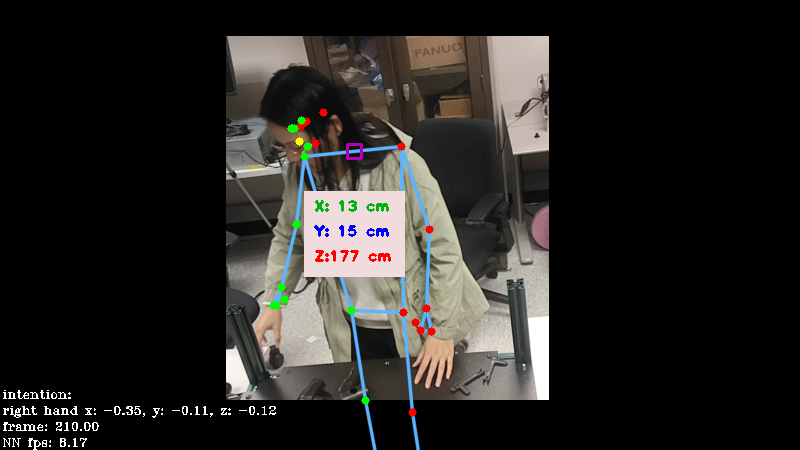 FANUC
X: 13 cm
Y: 15 cm
Z:177 cm
intention:
right hand x: −0.35, y: −0.11, z: −0.12
frame: 210.00
NN fps: 8.17